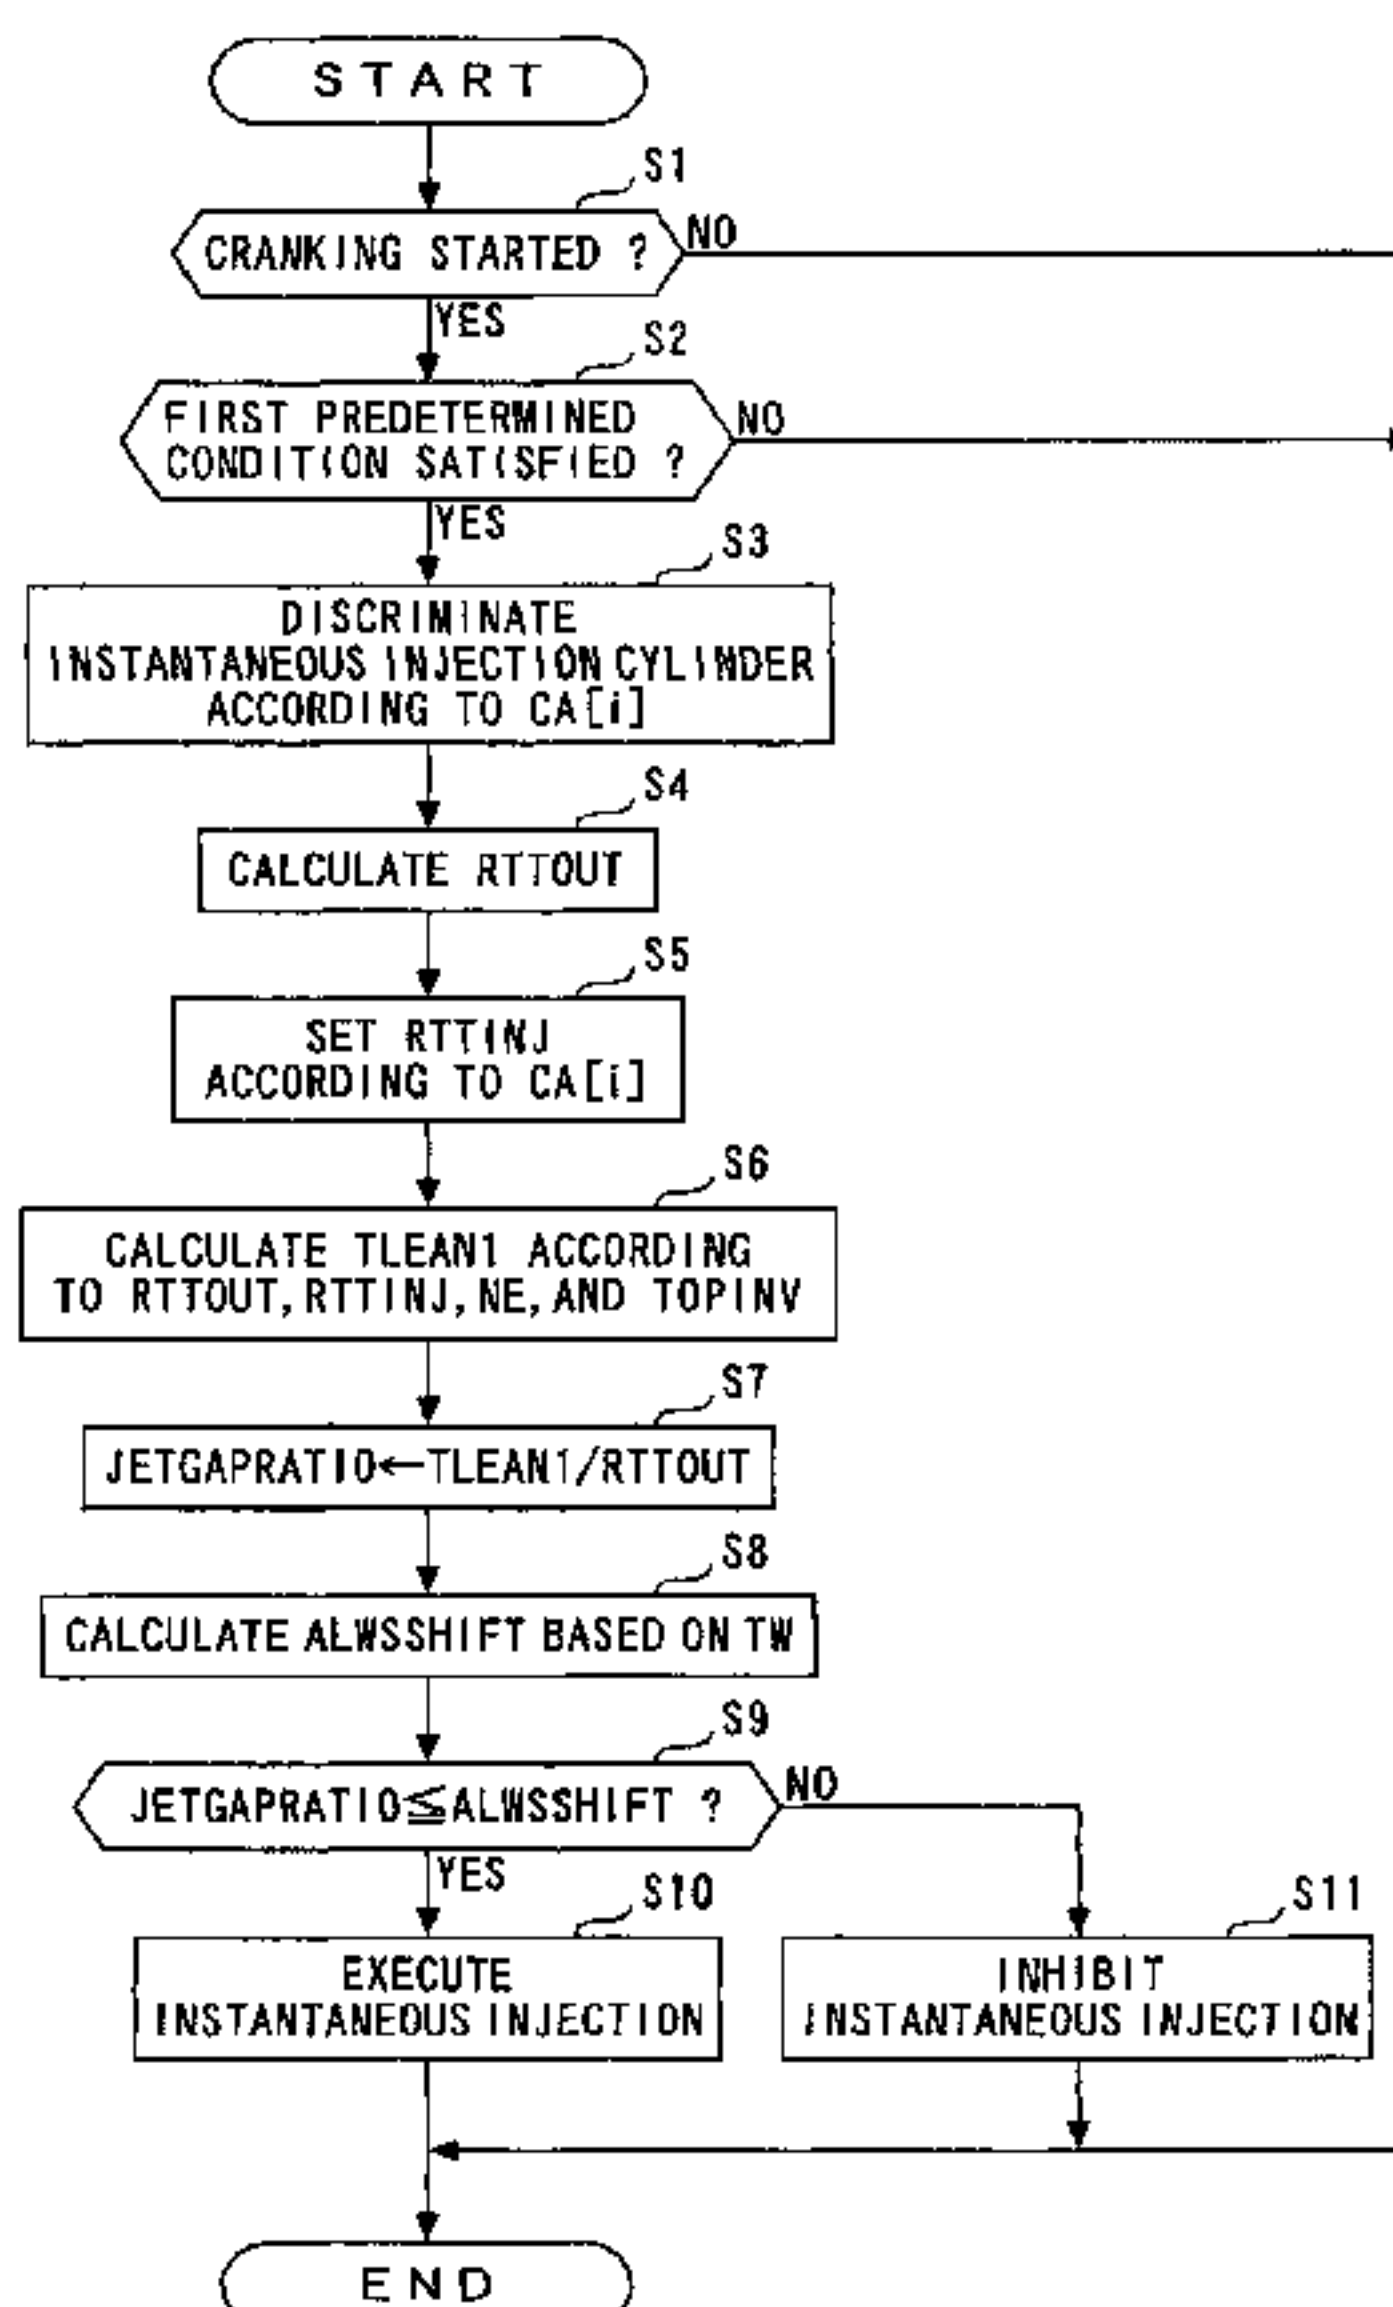 START
S1
CRANKING STARTED ?
NO
YES
S2
FIRST PREDETERMINED
CONDITION SATISFIED ?
NO
YES
S3
DISCRIMINATE
INSTANTANEOUS INJECTION CYLINDER
ACCORDING TO CA[i]
S4
CALCULATE RTTOUT
S5
SET RTTINJ
ACCORDING TO CA[i]
S6
CALCULATE TLEAN1 ACCORDING
TO RTTOUT, RTTINJ, NE, AND TOPINV
S7
JETGAPRATIO←TLEAN1/RTTOUT
S8
CALCULATE ALWSSHIFT BASED ON TW
S9
JETGAPRATIO≦ALWSSHIFT ?
NO
YES
S10
S11
EXECUTE
INSTANTANEOUS INJECTION
INHIBIT
INSTANTANEOUS INJECTION
END